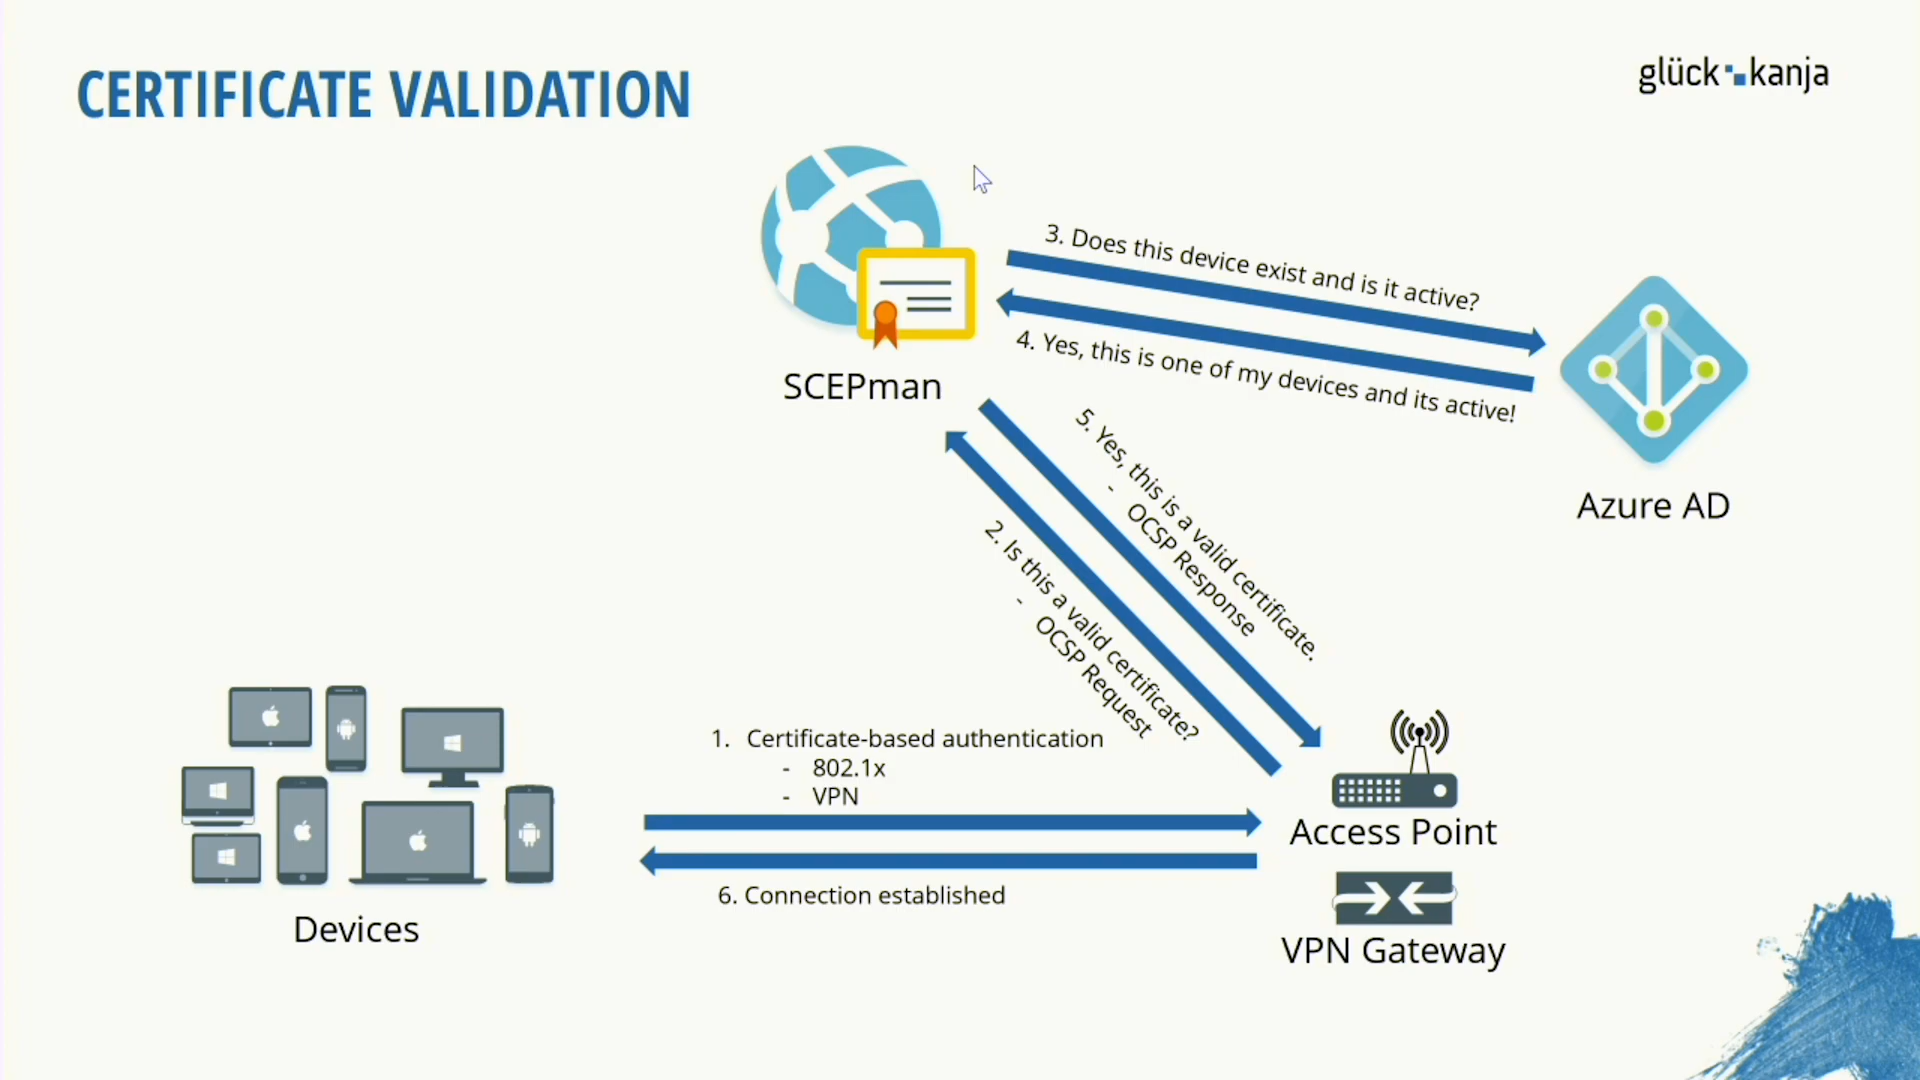 CERTIFICATE VALIDATION
glück kanja
3. Does this device exist and is it active?
4. Yes, this is one of my devices and its active!
SCEPman
Azure AD
5. Yes, this is a valid certificate.
- OCSP Response
2. Is this a valid certificate?
- OCSP Request
1. Certificate-based authentication
- 802.1x
- VPN
6. Connection established
Devices
Access Point
VPN Gateway